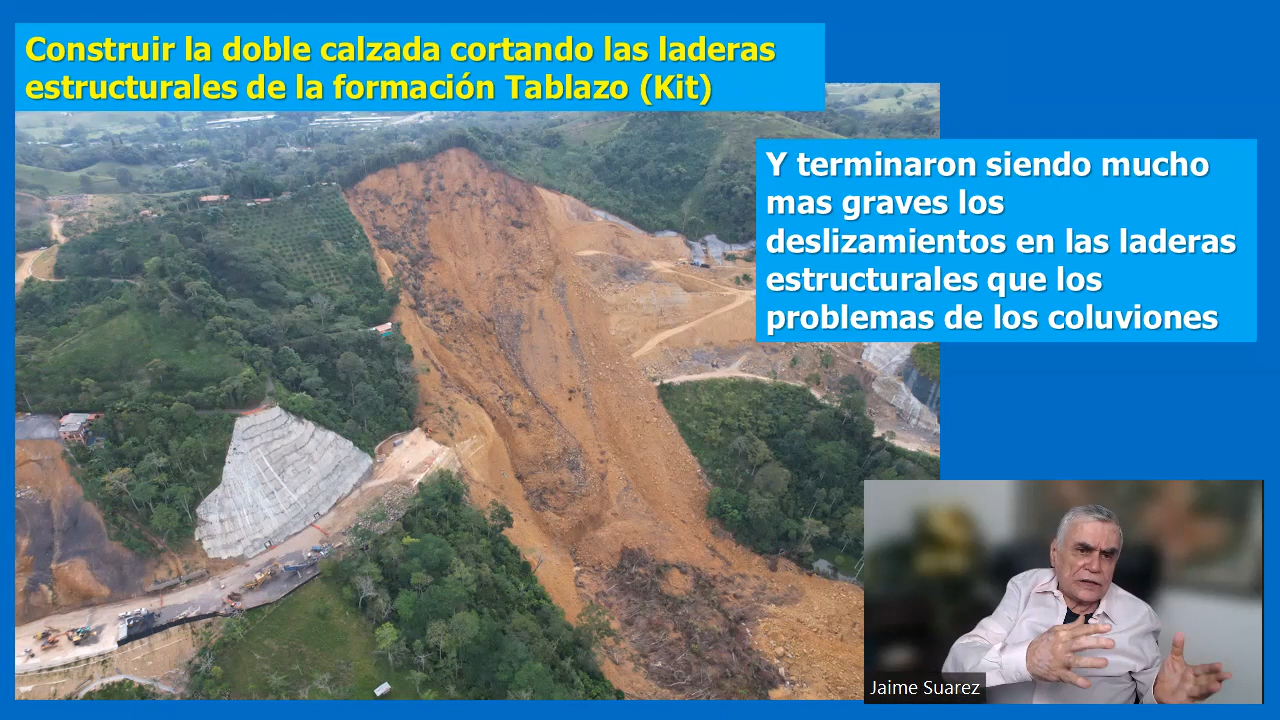 Construir la doble calzada cortando las laderas
estructurales de la formación Tablazo (Kit)
Y terminaron siendo mucho
mas graves los
deslizamientos en las laderas
estructurales que los
problemas de los coluviones
Jaime Suarez